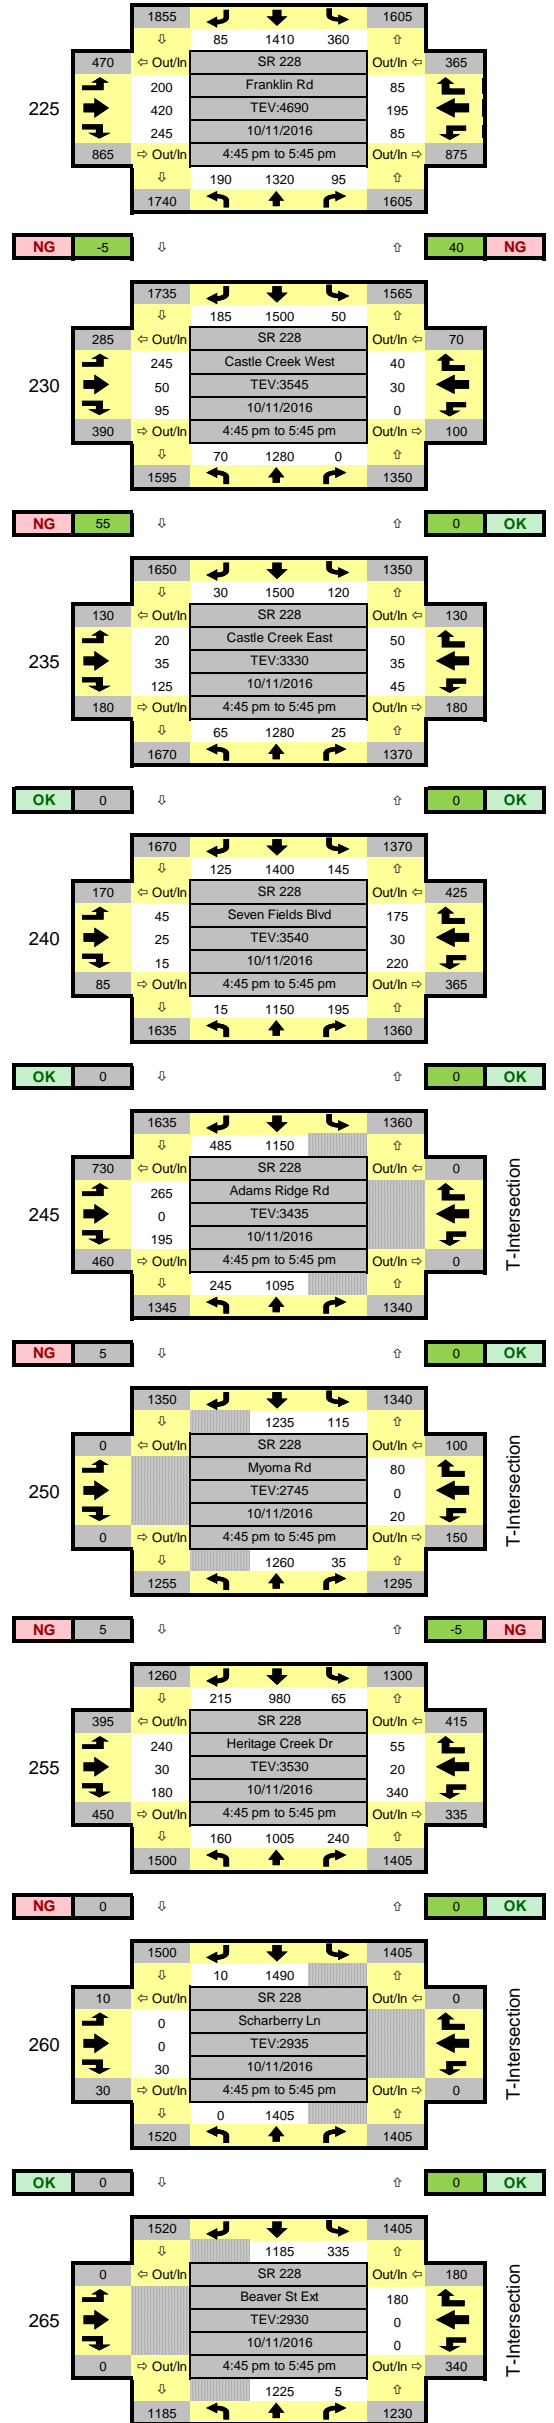 1855 1605
⇩ 85 1410 360 ⇧
470 ⇦ Out/In SR 228 Out/In ⇦ 365
200 Franklin Rd 85
225 420 TEV:4690 195
245 10/11/2016 85
865 ⇨ Out/In 4:45 pm to 5:45 pm Out/In ⇨ 875
⇩ 190 1320 95 ⇧
1740 1605
NG -5 ⇩ ⇧ 40 NG
1735 1565
⇩ 185 1500 50 ⇧
285 ⇦ Out/In SR 228 Out/In ⇦ 70
245 Castle Creek West 40
230 50 TEV:3545 30
95 10/11/2016 0
390 ⇨ Out/In 4:45 pm to 5:45 pm Out/In ⇨ 100
⇩ 70 1280 0 ⇧
1595 1350
NG 55 ⇩ ⇧ 0 OK
1650 1350
⇩ 30 1500 120 ⇧
130 ⇦ Out/In SR 228 Out/In ⇦ 130
20 Castle Creek East 50
235 35 TEV:3330 35
125 10/11/2016 45
180 ⇨ Out/In 4:45 pm to 5:45 pm Out/In ⇨ 180
⇩ 65 1280 25 ⇧
1670 1370
OK 0 ⇩ ⇧ 0 OK
1670 1370
⇩ 125 1400 145 ⇧
170 ⇦ Out/In SR 228 Out/In ⇦ 425
45 Seven Fields Blvd 175
240 25 TEV:3540 30
15 10/11/2016 220
85 ⇨ Out/In 4:45 pm to 5:45 pm Out/In ⇨ 365
⇩ 15 1150 195 ⇧
1635 1360
OK 0 ⇩ ⇧ 0 OK
1635 1360
⇩ 485 1150 ⇧
730 ⇦ Out/In SR 228 Out/In ⇦ 0
265 Adams Ridge Rd
245 0 TEV:3435 T-Intersection
195 10/11/2016
460 ⇨ Out/In 4:45 pm to 5:45 pm Out/In ⇨ 0
⇩ 245 1095 ⇧
1345 1340
NG 5 ⇩ ⇧ 0 OK
1350 1340
⇩ 1235 115 ⇧
0 ⇦ Out/In SR 228 Out/In ⇦ 100
Myoma Rd 80
250 TEV:2745 0 T-Intersection
10/11/2016 20
0 ⇨ Out/In 4:45 pm to 5:45 pm Out/In ⇨ 150
⇩ 1260 35 ⇧
1255 1295
NG 5 ⇩ ⇧ -5 NG
1260 1300
⇩ 215 980 65 ⇧
395 ⇦ Out/In SR 228 Out/In ⇦ 415
240 Heritage Creek Dr 55
255 30 TEV:3530 20
180 10/11/2016 340
450 ⇨ Out/In 4:45 pm to 5:45 pm Out/In ⇨ 335
⇩ 160 1005 240 ⇧
1500 1405
NG 0 ⇩ ⇧ 0 OK
1500 1405
⇩ 10 1490 ⇧
10 ⇦ Out/In SR 228 Out/In ⇦ 0
0 Scharberry Ln
260 0 TEV:2935 T-Intersection
30 10/11/2016
30 ⇨ Out/In 4:45 pm to 5:45 pm Out/In ⇨ 0
⇩ 0 1405 ⇧
1520 1405
OK 0 ⇩ ⇧ 0 OK
1520 1405
⇩ 1185 335 ⇧
0 ⇦ Out/In SR 228 Out/In ⇦ 180
Beaver St Ext 180
265 TEV:2930 0 T-Intersection
10/11/2016 0
0 ⇨ Out/In 4:45 pm to 5:45 pm Out/In ⇨ 340
⇩ 1225 5 ⇧
1185 1230